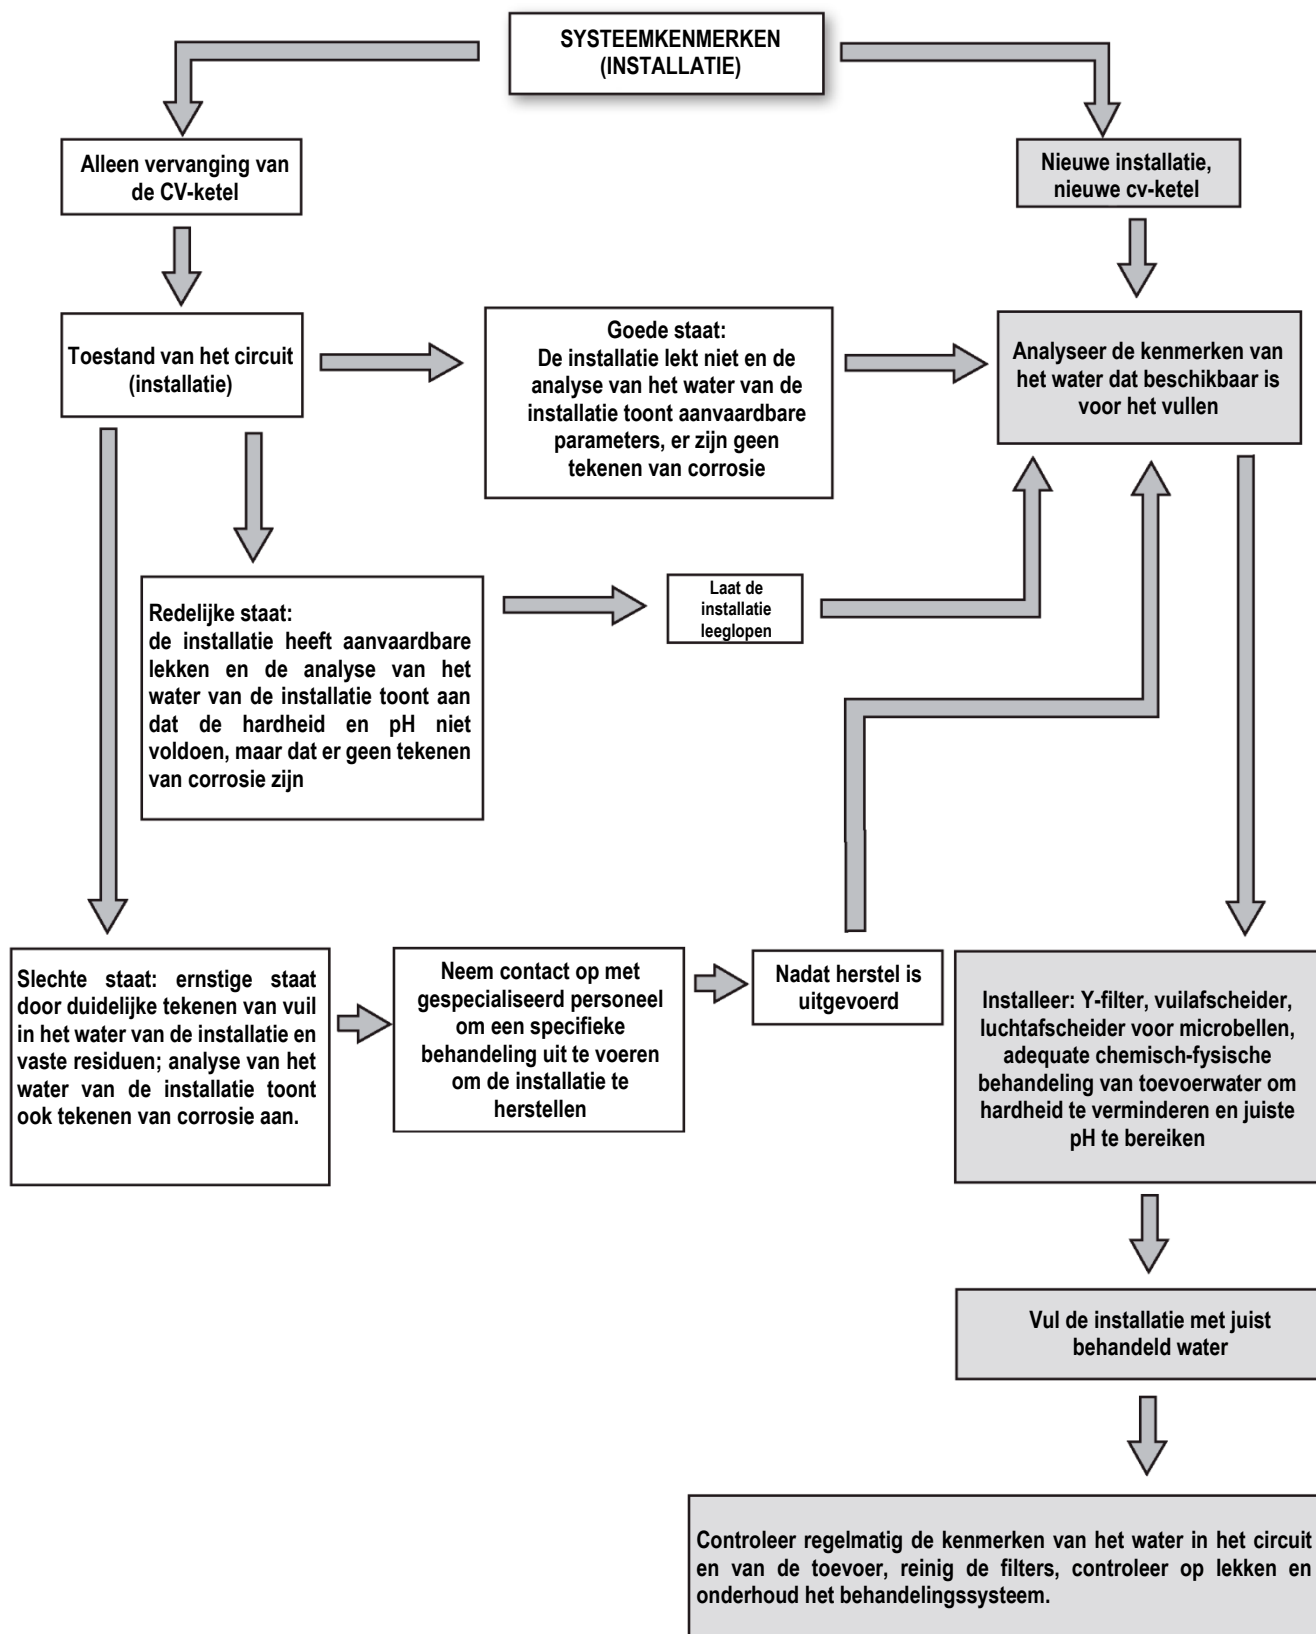 SYSTEEMKENMERKEN
(INSTALLATIE)
Alleen vervanging van
de CV-ketel
Nieuwe installatie,
nieuwe cv-ketel
Toestand van het circuit
(installatie)
Goede staat:
De installatie lekt niet en de
analyse van het water van de
installatie toont aanvaardbare
parameters, er zijn geen
tekenen van corrosie
Analyseer de kenmerken van
het water dat beschikbaar is
voor het vullen
Redelijke staat:
de installatie heeft aanvaardbare
lekken en de analyse van het
water van de installatie toont aan
dat de hardheid en pH niet
voldoen, maar dat er geen tekenen
van corrosie zijn
Laat de
installatie
leeglopen
Slechte staat: ernstige staat
door duidelijke tekenen van vuil
in het water van de installatie en
vaste residuen; analyse van het
water van de installatie toont
ook tekenen van corrosie aan.
Neem contact op met
gespecialiseerd personeel
om een specifieke
behandeling uit te voeren
om de installatie te
herstellen
Nadat herstel is
uitgevoerd
Installeer: Y-filter, vuilafscheider,
luchtafscheider voor microbellen,
adequate chemisch-fysische
behandeling van toevoerwater om
hardheid te verminderen en juiste
pH te bereiken
Vul de installatie met juist
behandeld water
Controleer regelmatig de kenmerken van het water in het circuit
en van de toevoer, reinig de filters, controleer op lekken en
onderhoud het behandelingssysteem.